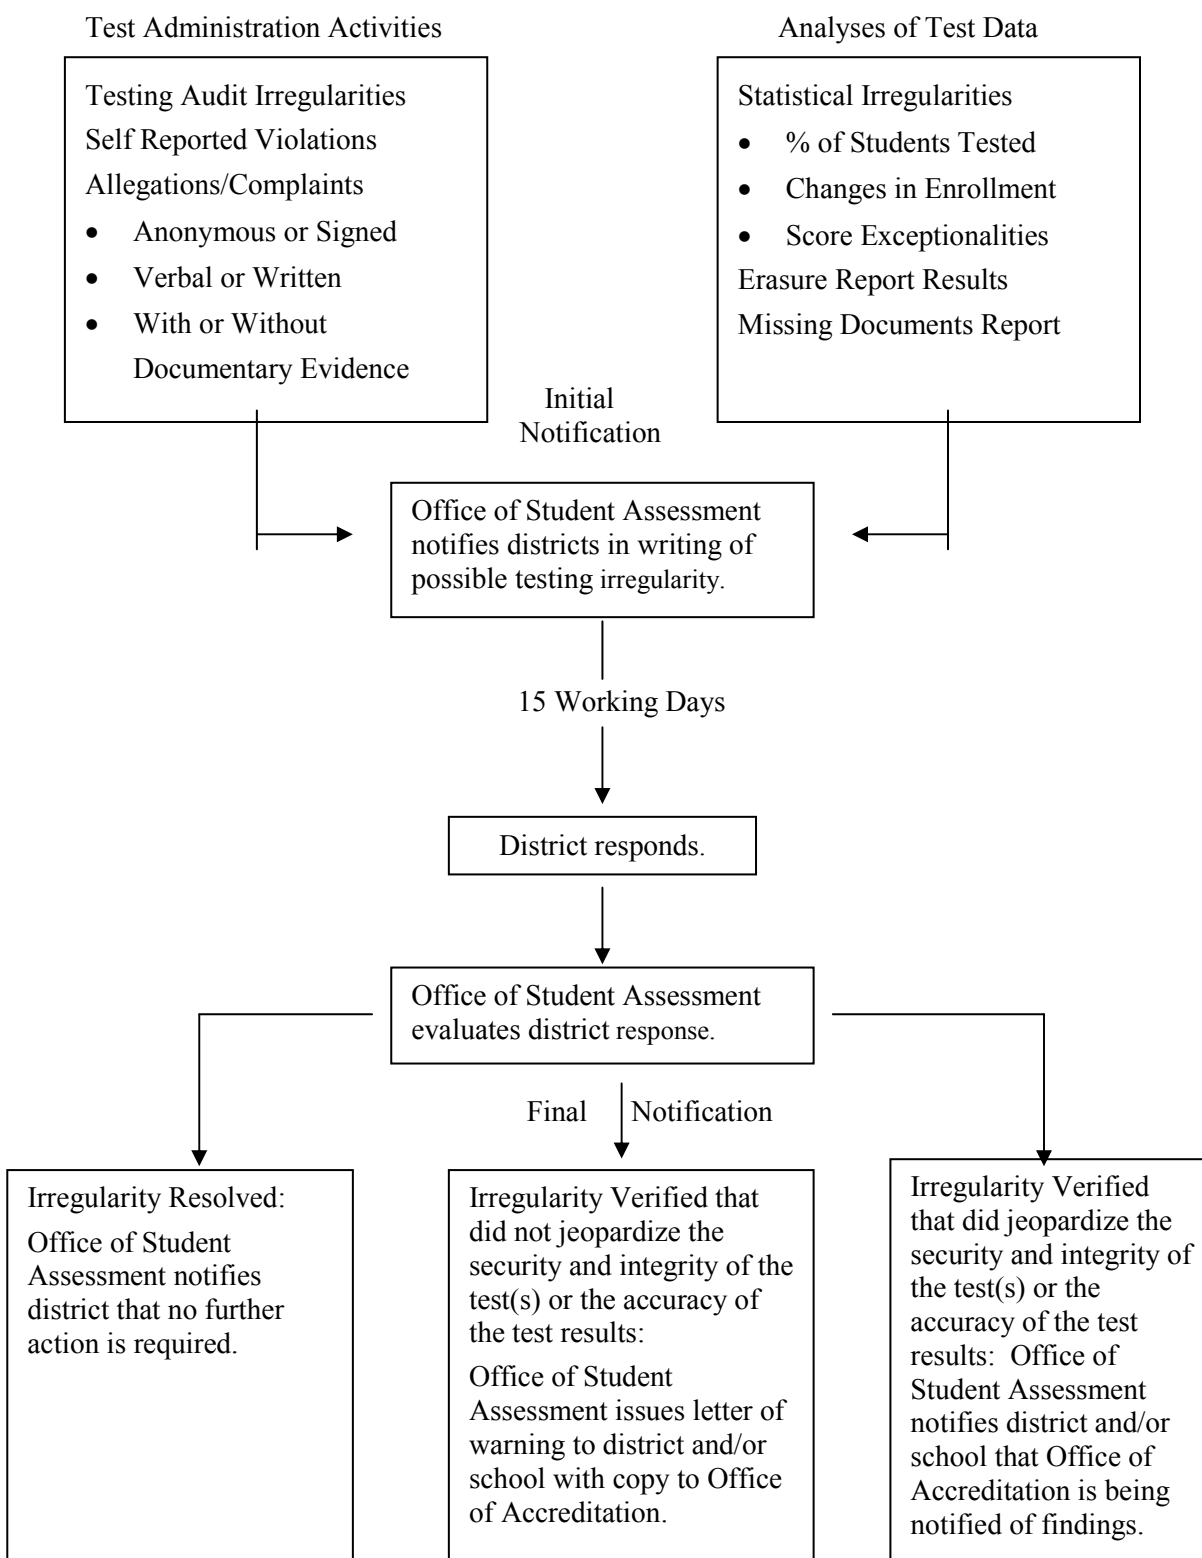 Test Administration Activities
Analyses of Test Data
Testing Audit Irregularities
Self Reported Violations
Allegations/Complaints
• Anonymous or Signed
• Verbal or Written
• With or Without
Documentary Evidence
Statistical Irregularities
• % of Students Tested
• Changes in Enrollment
• Score Exceptionalities
Erasure Report Results
Missing Documents Report
Initial
Notification
Office of Student Assessment
notifies districts in writing of
possible testing irregularity.
15 Working Days
District responds.
Office of Student Assessment
evaluates district response.
Final Notification
Irregularity Resolved:
Office of Student
Assessment notifies
district that no further
action is required.
Irregularity Verified that
did not jeopardize the
security and integrity of the
test(s) or the accuracy of
the test results:
Office of Student
Assessment issues letter of
warning to district and/or
school with copy to Office
of Accreditation.
Irregularity Verified
that did jeopardize the
security and integrity of
the test(s) or the
accuracy of the test
results: Office of
Student Assessment
notifies district and/or
school that Office of
Accreditation is being
notified of findings.